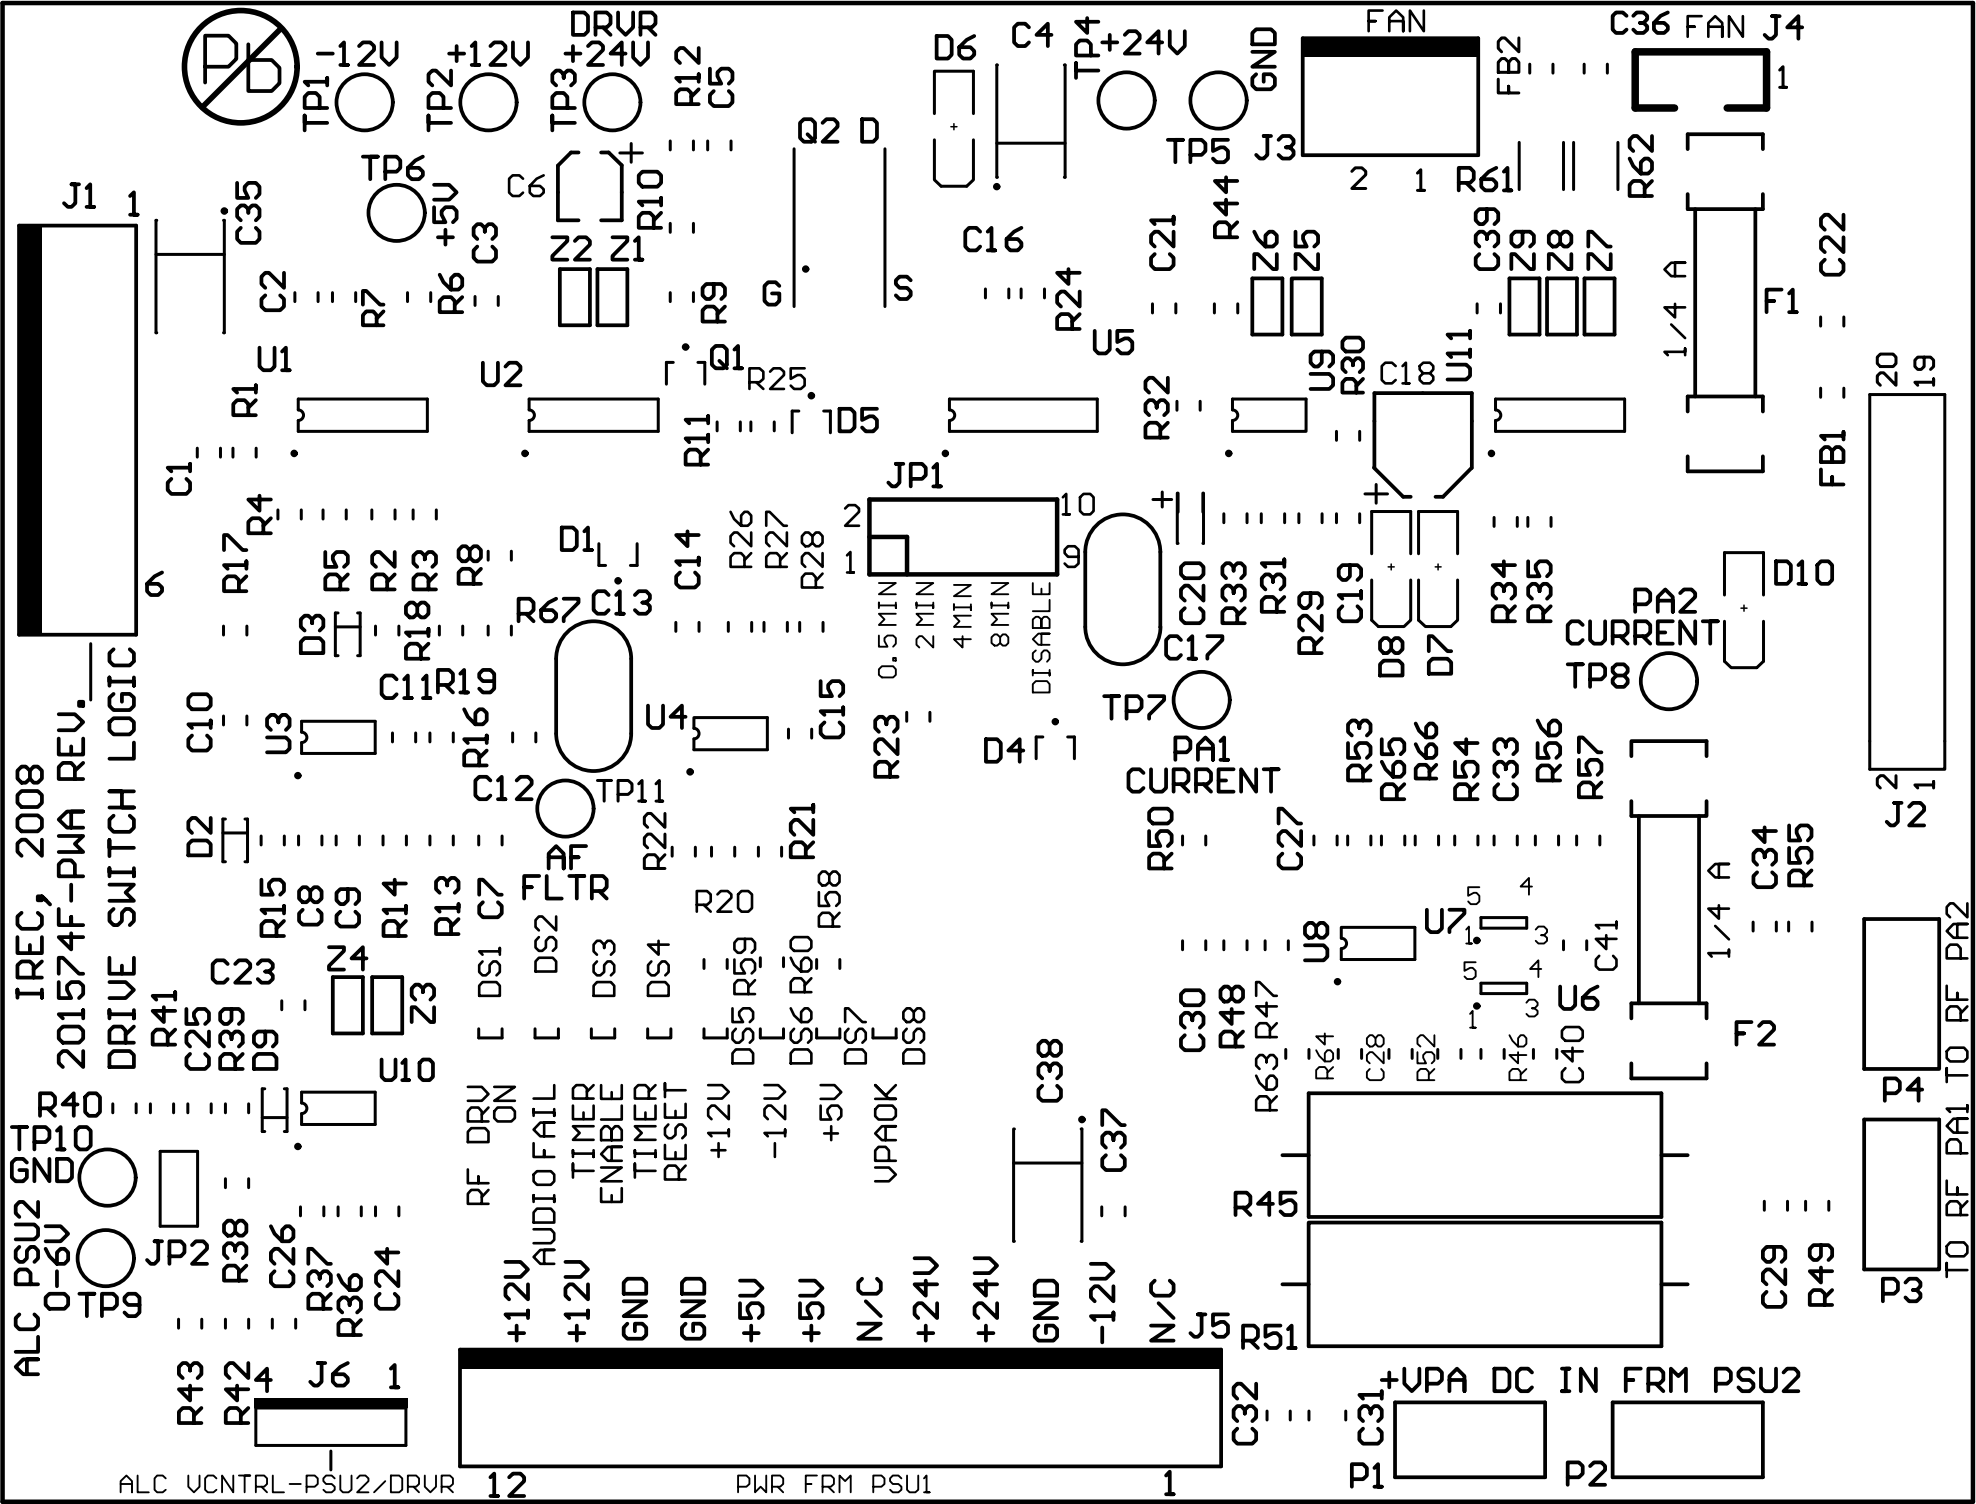 Pb
-12V
TP1
+12V
TP2
DRVR
+24V
TP3
R12
C5
D6
C4
TP4
+24V
GND
TP5
FAN
J3
2
1
FB2
C36
FAN
J4
1
TP6
+5V
C6
+
R10
Q2
D
G
S
R44
R61
R62
J1
1
6
C35
C2
R7
R6
C3
Z2
Z1
R9
C16
R24
C21
Z6
Z5
C39
Z9
Z8
Z7
1/4 A
F1
C22
U1
U2
Q1
R25
D5
U5
U9
R30
C18
U11
R1
R11
R32
20
19
C1
JP1
2
10
1
9
+
+
FB1
R4
R17
R5
R2
R3
R8
D1
C14
R26
R27
R28
0.5 MIN
2 MIN
4 MIN
8 MIN
DISABLE
C20
R33
R31
R29
C19
D8
D7
R34
R35
PA2
CURRENT
TP8
D10
D3
R18
R67
C13
C17
C11
R19
C10
U3
R16
U4
C15
R23
D4
TP7
PA1
CURRENT
R53
R65
R66
R54
C33
R56
R57
2
1
J2
C12
TP11
AF
FLTR
D2
R22
R21
R50
C27
C34
R55
R15
C8
C9
R14
R13
C7
R20
R58
IREC, 2008
201574F-PWA REV.__
DRIVE SWITCH LOGIC
C23
Z4
Z3
DS1
DS2
DS3
DS4
R59
R60
DS5
DS6
DS7
DS8
U8
U7
5
4
1
3
C41
5
4
1
3
U6
1/4 A
F2
TO RF PA2
P4
R41
C25
R39
D9
U10
C38
C30
R48
R47
R63
R64
C28
R52
R46
C40
R40
TP10
GND
RF DRV
ON
AUDIO FAIL
TIMER
ENABLE
TIMER
RESET
+12V
-12V
+5V
VPAOK
C37
R45
TO RF PA1
P3
ALC PSU2
0-6V
TP9
JP2
R38
C26
R37
R36
C24
C29
R49
+12V
+12V
GND
GND
+5V
+5V
N/C
+24V
+24V
GND
-12V
N/C
J5
R51
R43
R42
4
J6
1
C32
C31
+VPA DC IN FRM PSU2
P1
P2
ALC VCNTRL-PSU2/DRVR
12
PWR FRM PSU1
1